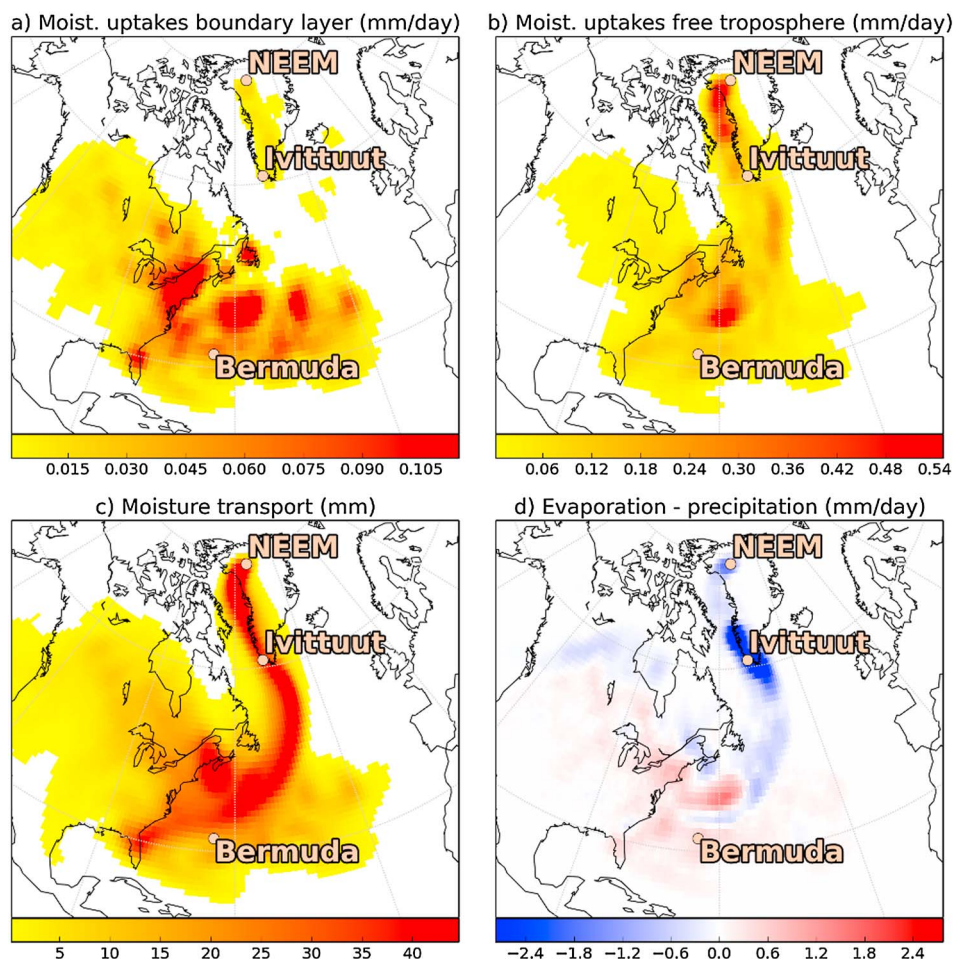 a) Moist. uptakes boundary layer (mm/day)
NEEM
Ivittuut
Bermuda
0.015 0.030 0.045 0.060 0.075 0.090 0.105
b) Moist. uptakes free troposphere (mm/day)
NEEM
Ivittuut
Bermuda
0.06 0.12 0.18 0.24 0.30 0.36 0.42 0.48 0.54
c) Moisture transport (mm)
NEEM
Ivittuut
Bermuda
5 10 15 20 25 30 35 40
d) Evaporation - precipitation (mm/day)
NEEM
Ivittuut
Bermuda
−2.4 −1.8 −1.2 −0.6 0.0 0.6 1.2 1.8 2.4